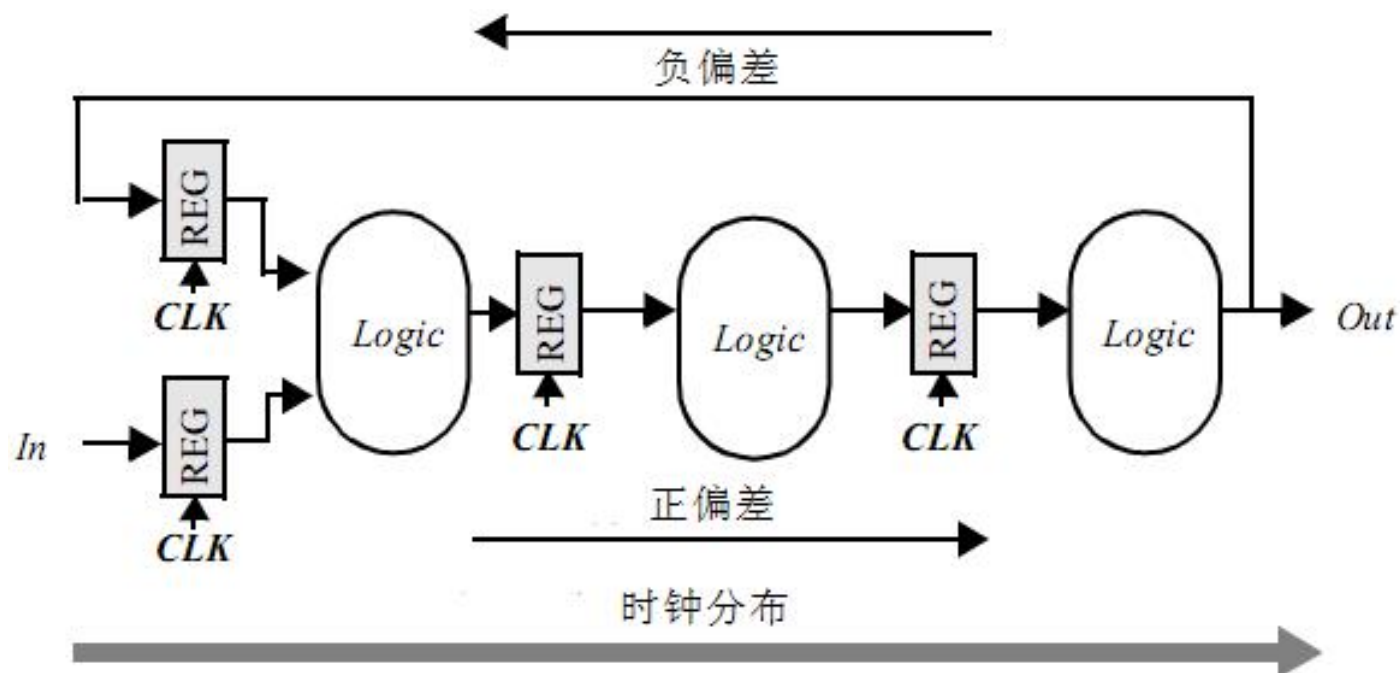 负偏差
REG
CLK
Logic
REG
CLK
Logic
REG
CLK
Logic
Out
In
REG
CLK
正偏差
时钟分布